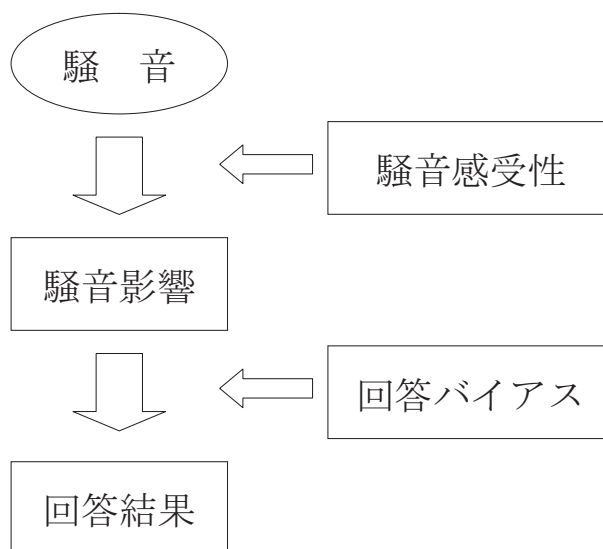 騒　音
騒音感受性
騒音影響
回答バイアス
回答結果